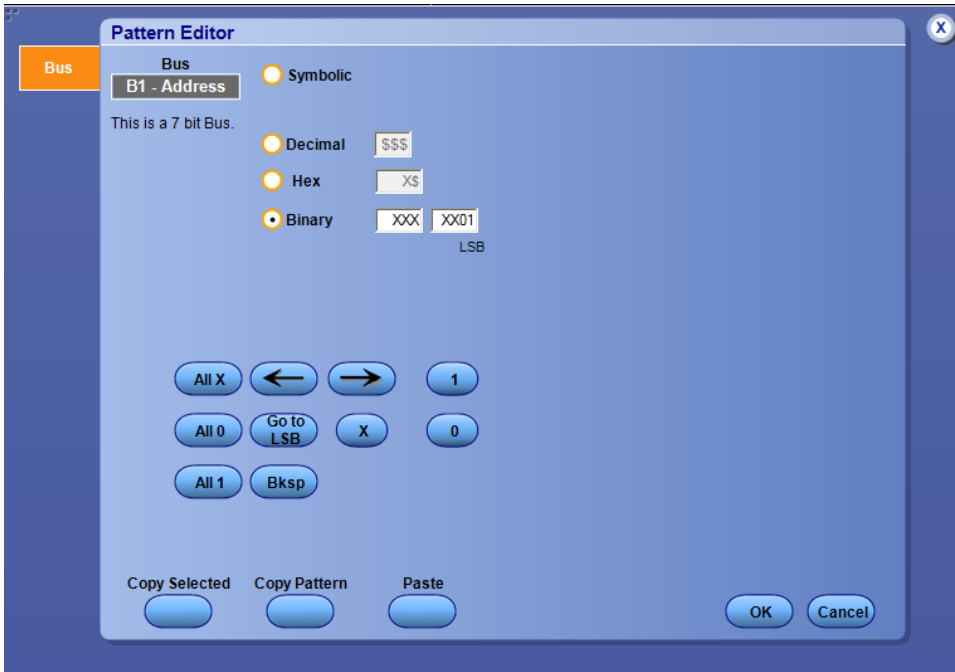 Pattern Editor
X
Bus
Bus
B1 - Address
Symbolic
This is a 7 bit Bus.
Decimal $$$
Hex X$
Binary XXX XX01
LSB
All X 1
All 0 Go to LSB X 0
All 1 Bksp
Copy Selected Copy Pattern Paste
OK Cancel